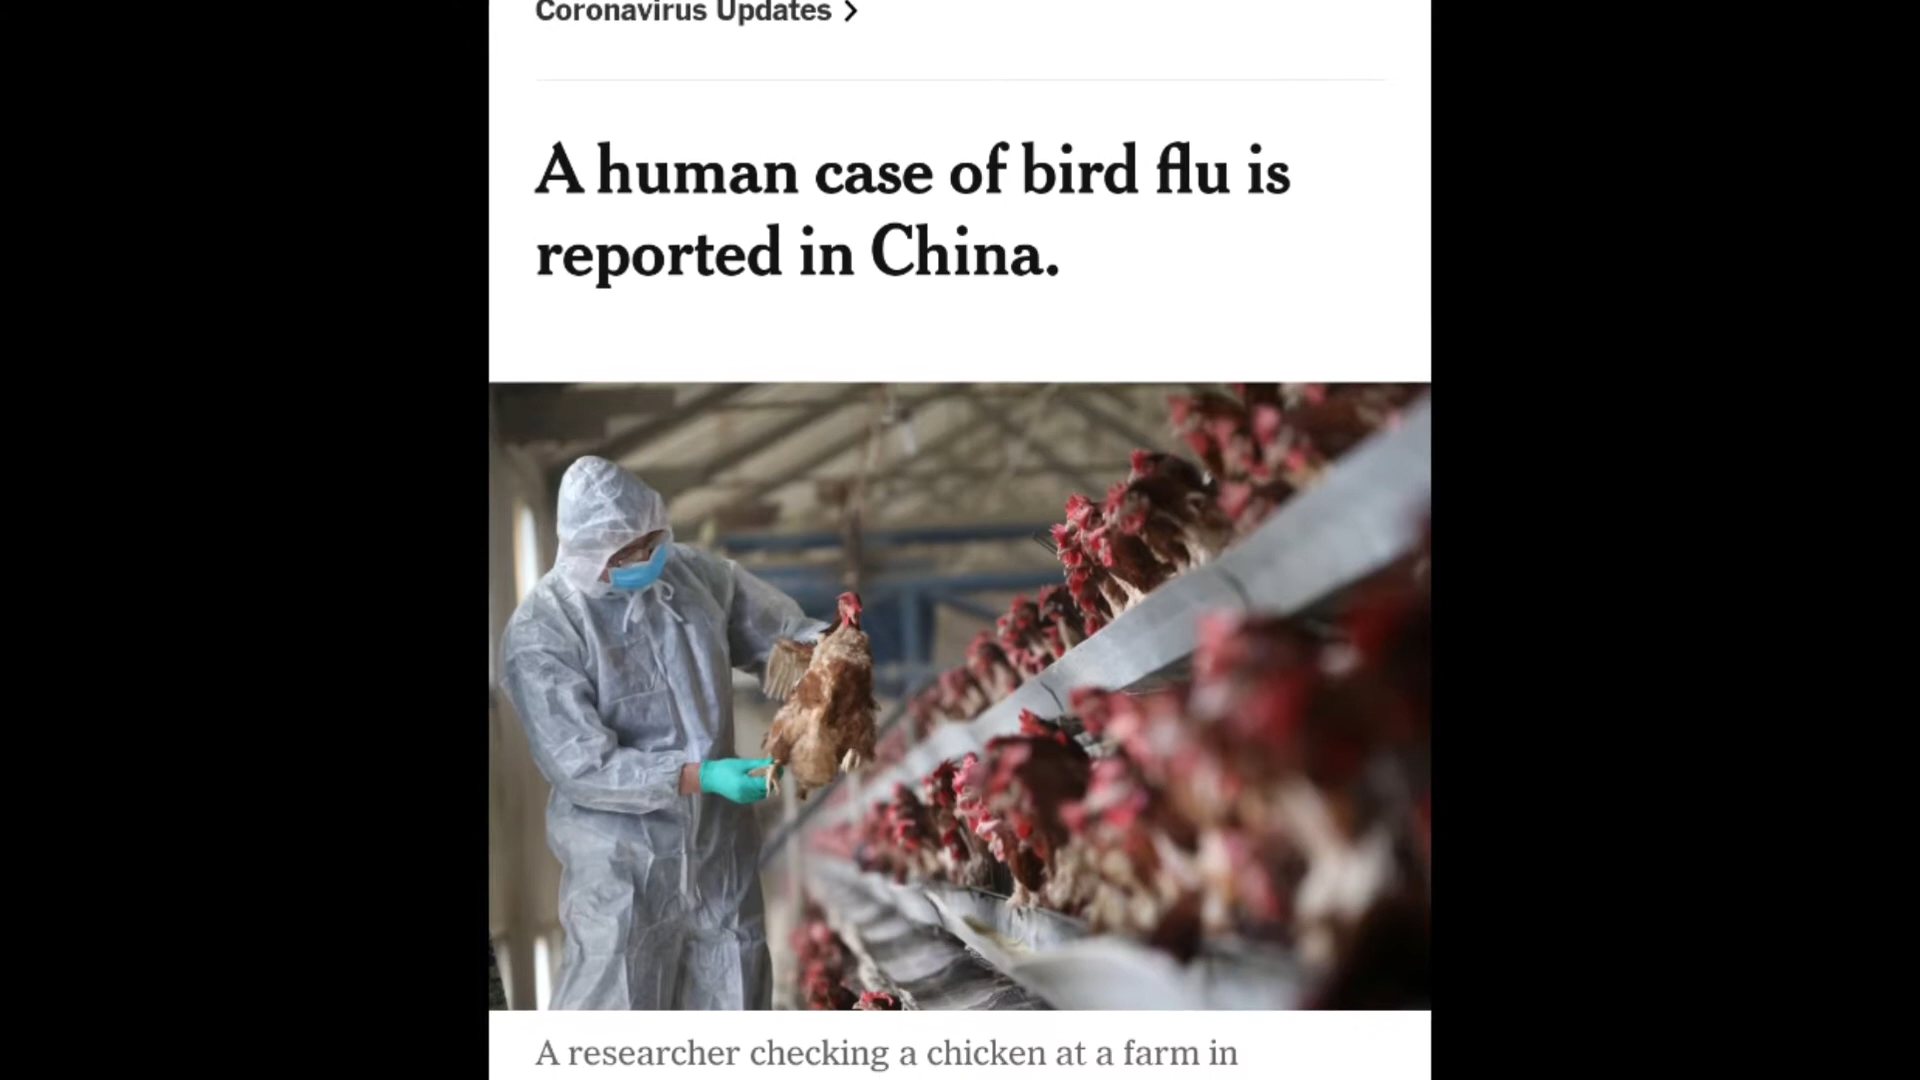 Coronavirus Updates >
A human case of bird flu is
reported in China.
A researcher checking a chicken at a farm in